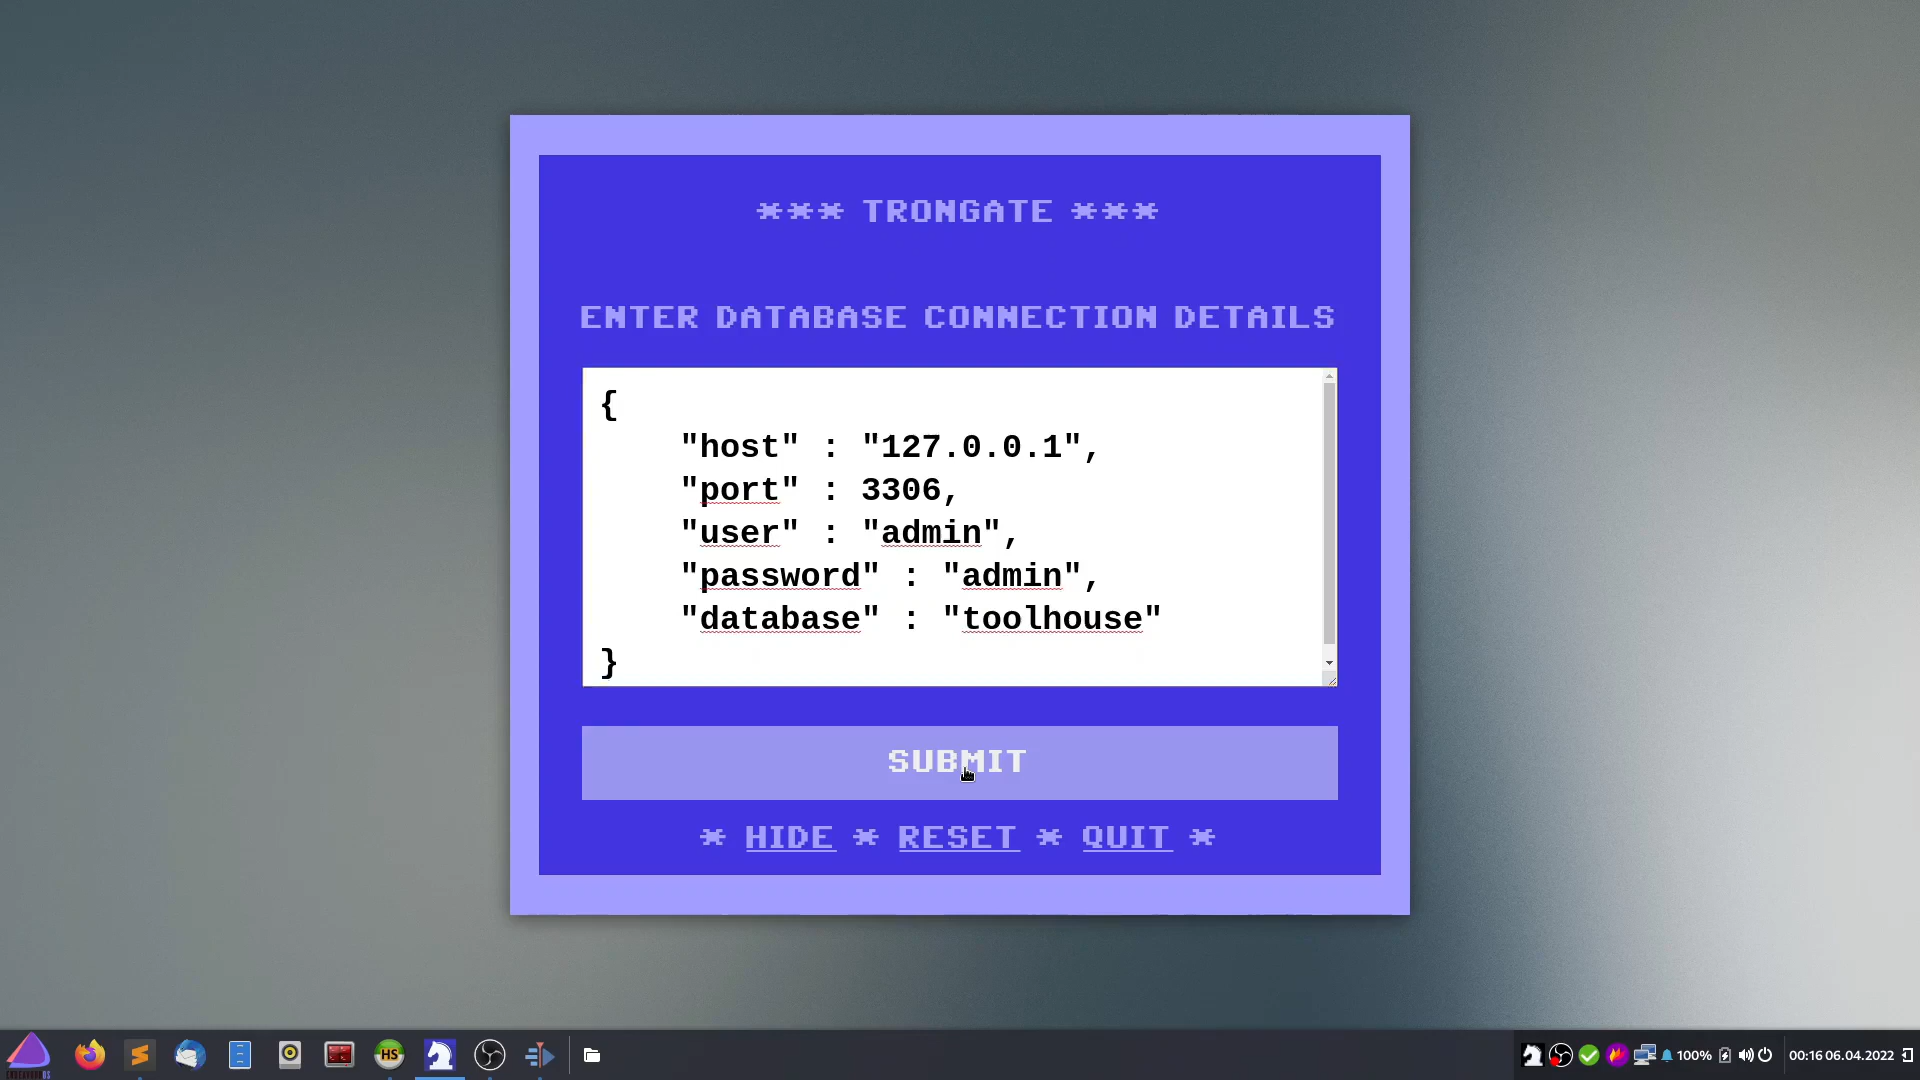 *** TRONGATE ***
ENTER DATABASE CONNECTION DETAILS
{
    "host" : "127.0.0.1",
    "port" : 3306,
    "user" : "admin",
    "password" : "admin",
    "database" : "toolhouse"
}
SUBMIT
* HIDE * RESET * QUIT *
HS
100%
00:16 06.04.2022